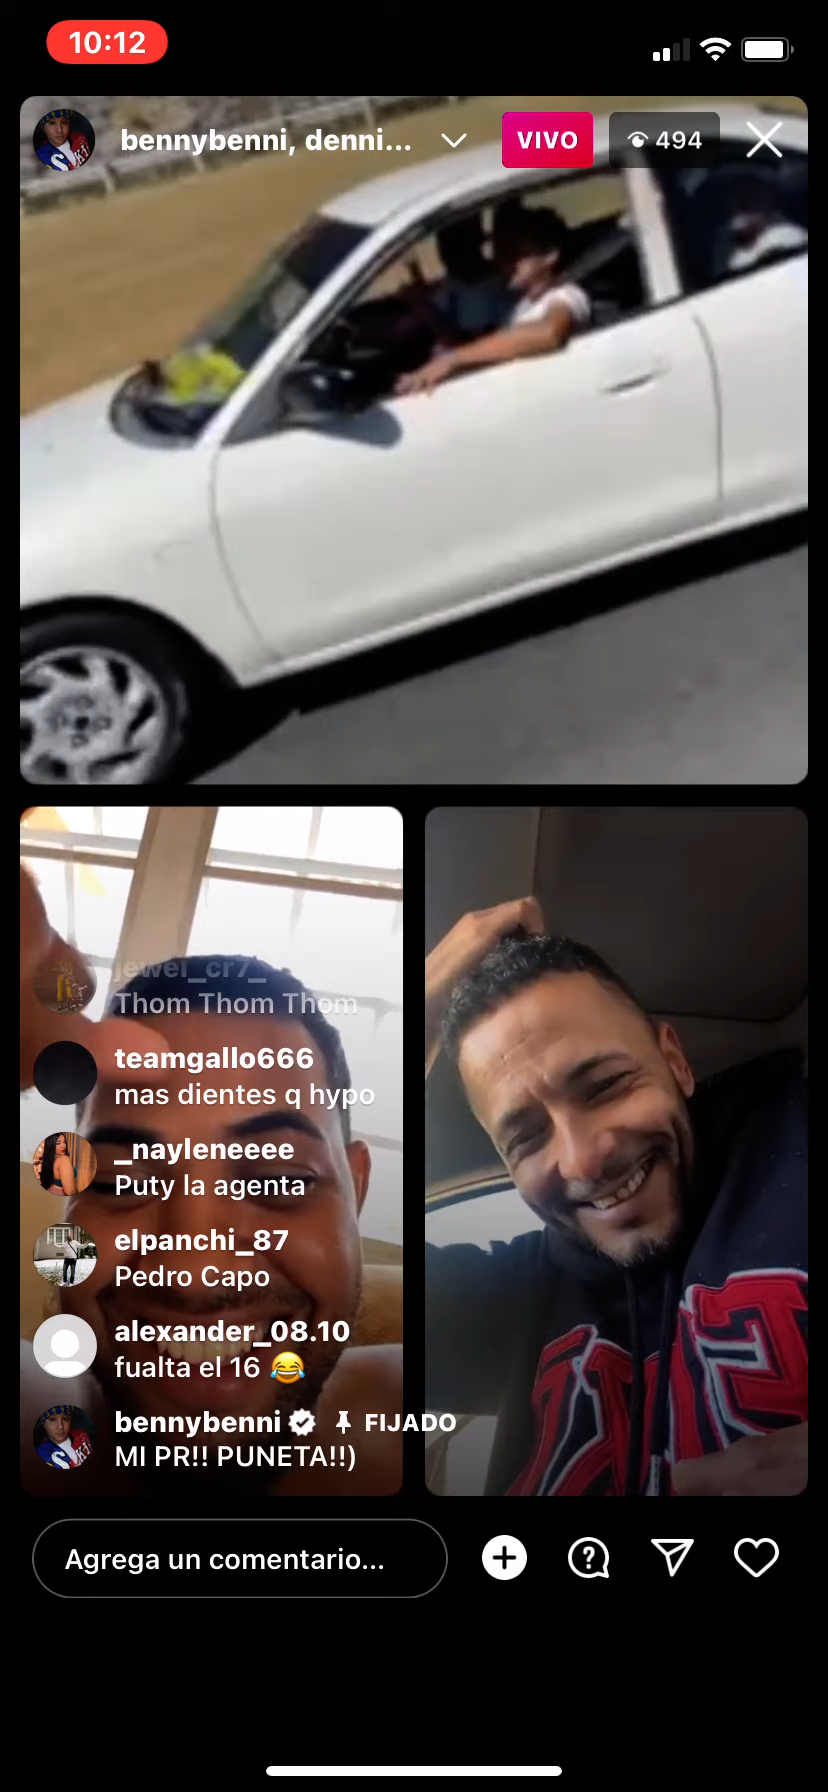 10:12
bennybenni, denni...
VIVO
494
jewel_cr7_
Thom Thom Thom
teamgallo666
mas dientes q hypo
_nayleneeee
Puty la agenta
elpanchi_87
Pedro Capo
alexander_08.10
fualta el 16 😂
bennybenni FIJADO
MI PR!! PUNETA!!)
Agrega un comentario...